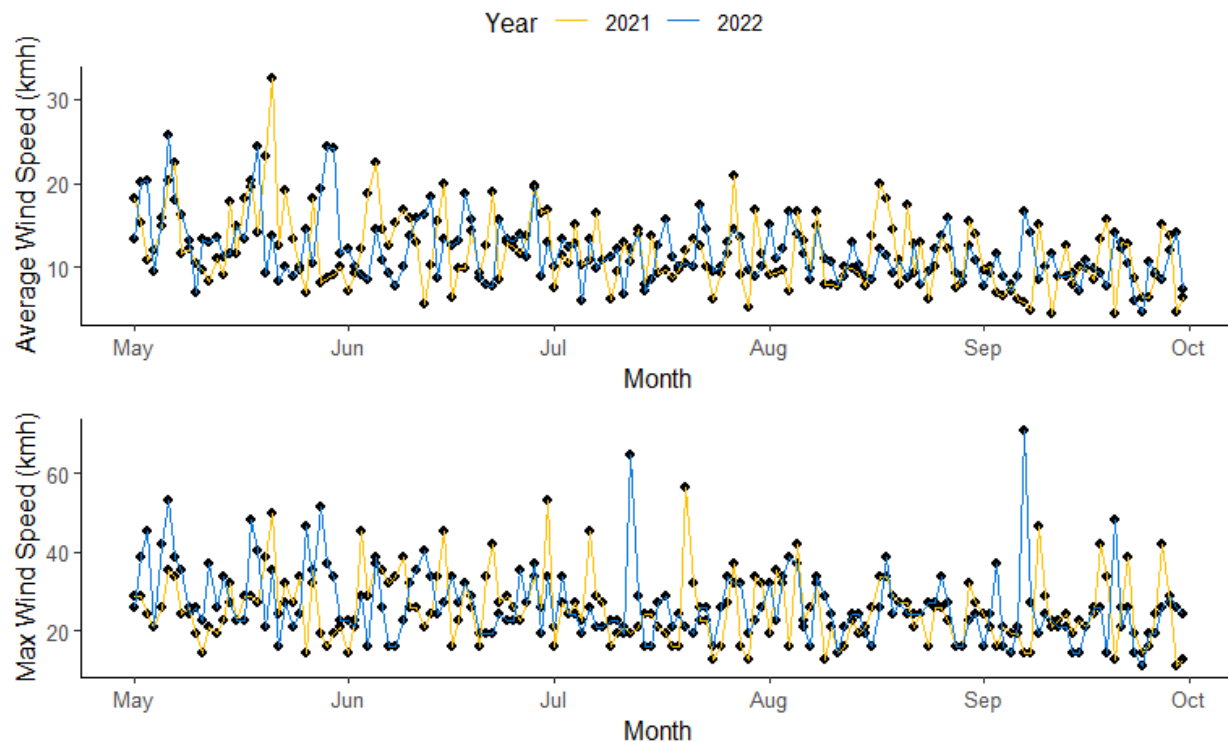 Year 2021 2022
Average Wind Speed (kmh)
30
20
10
May Jun Jul Aug Sep Oct
Month
Max Wind Speed (kmh)
60
40
20
May Jun Jul Aug Sep Oct
Month